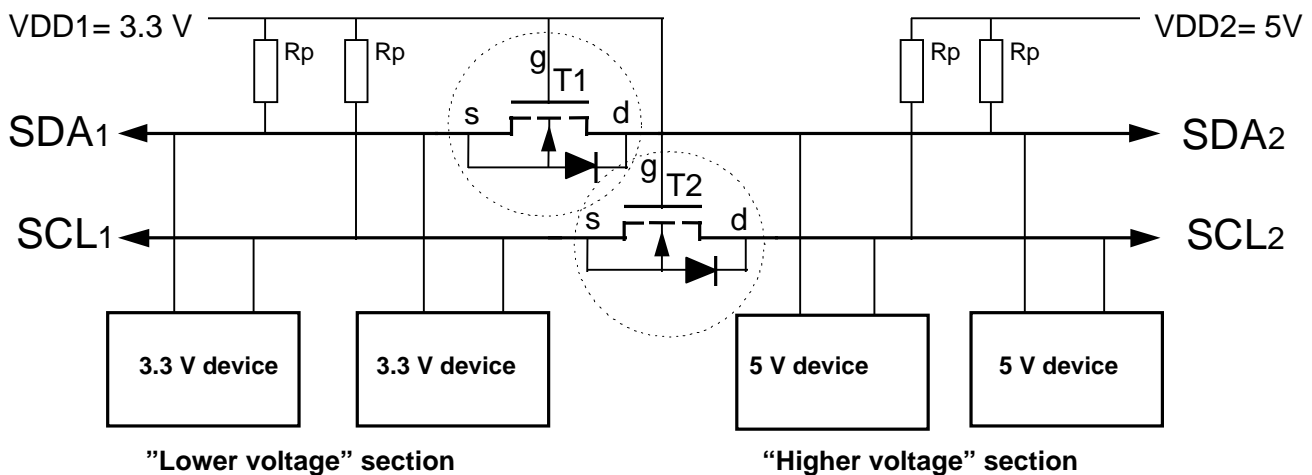 VDD1= 3.3 V
VDD2= 5V
Rp
Rp
Rp
Rp
g
T1
s
d
SDA1
SDA2
g
T2
s
d
SCL1
SCL2
3.3 V device
3.3 V device
5 V device
5 V device
”Lower voltage” section
“Higher voltage” section